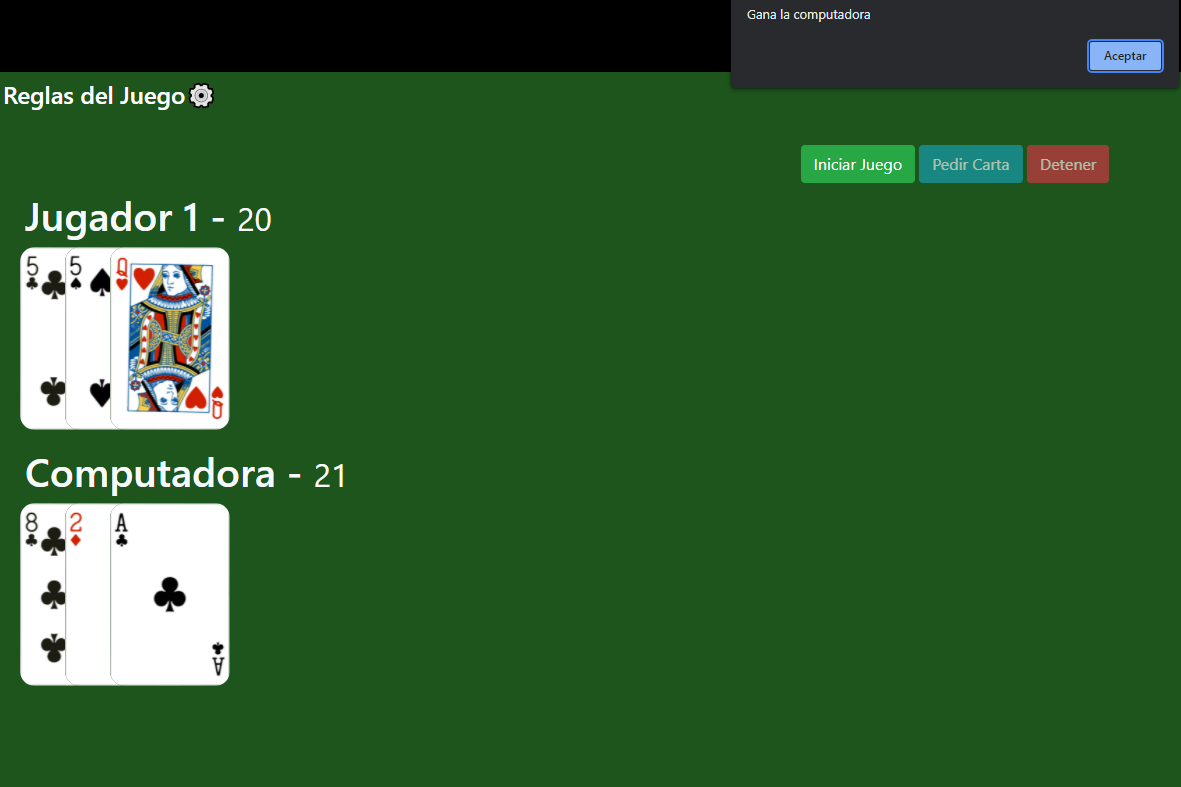 Gana la computadora
Aceptar
Reglas del Juego
Iniciar Juego Pedir Carta Detener
Jugador 1 - 20
5 5 Q
Q
Computadora - 21
8 2 A
A